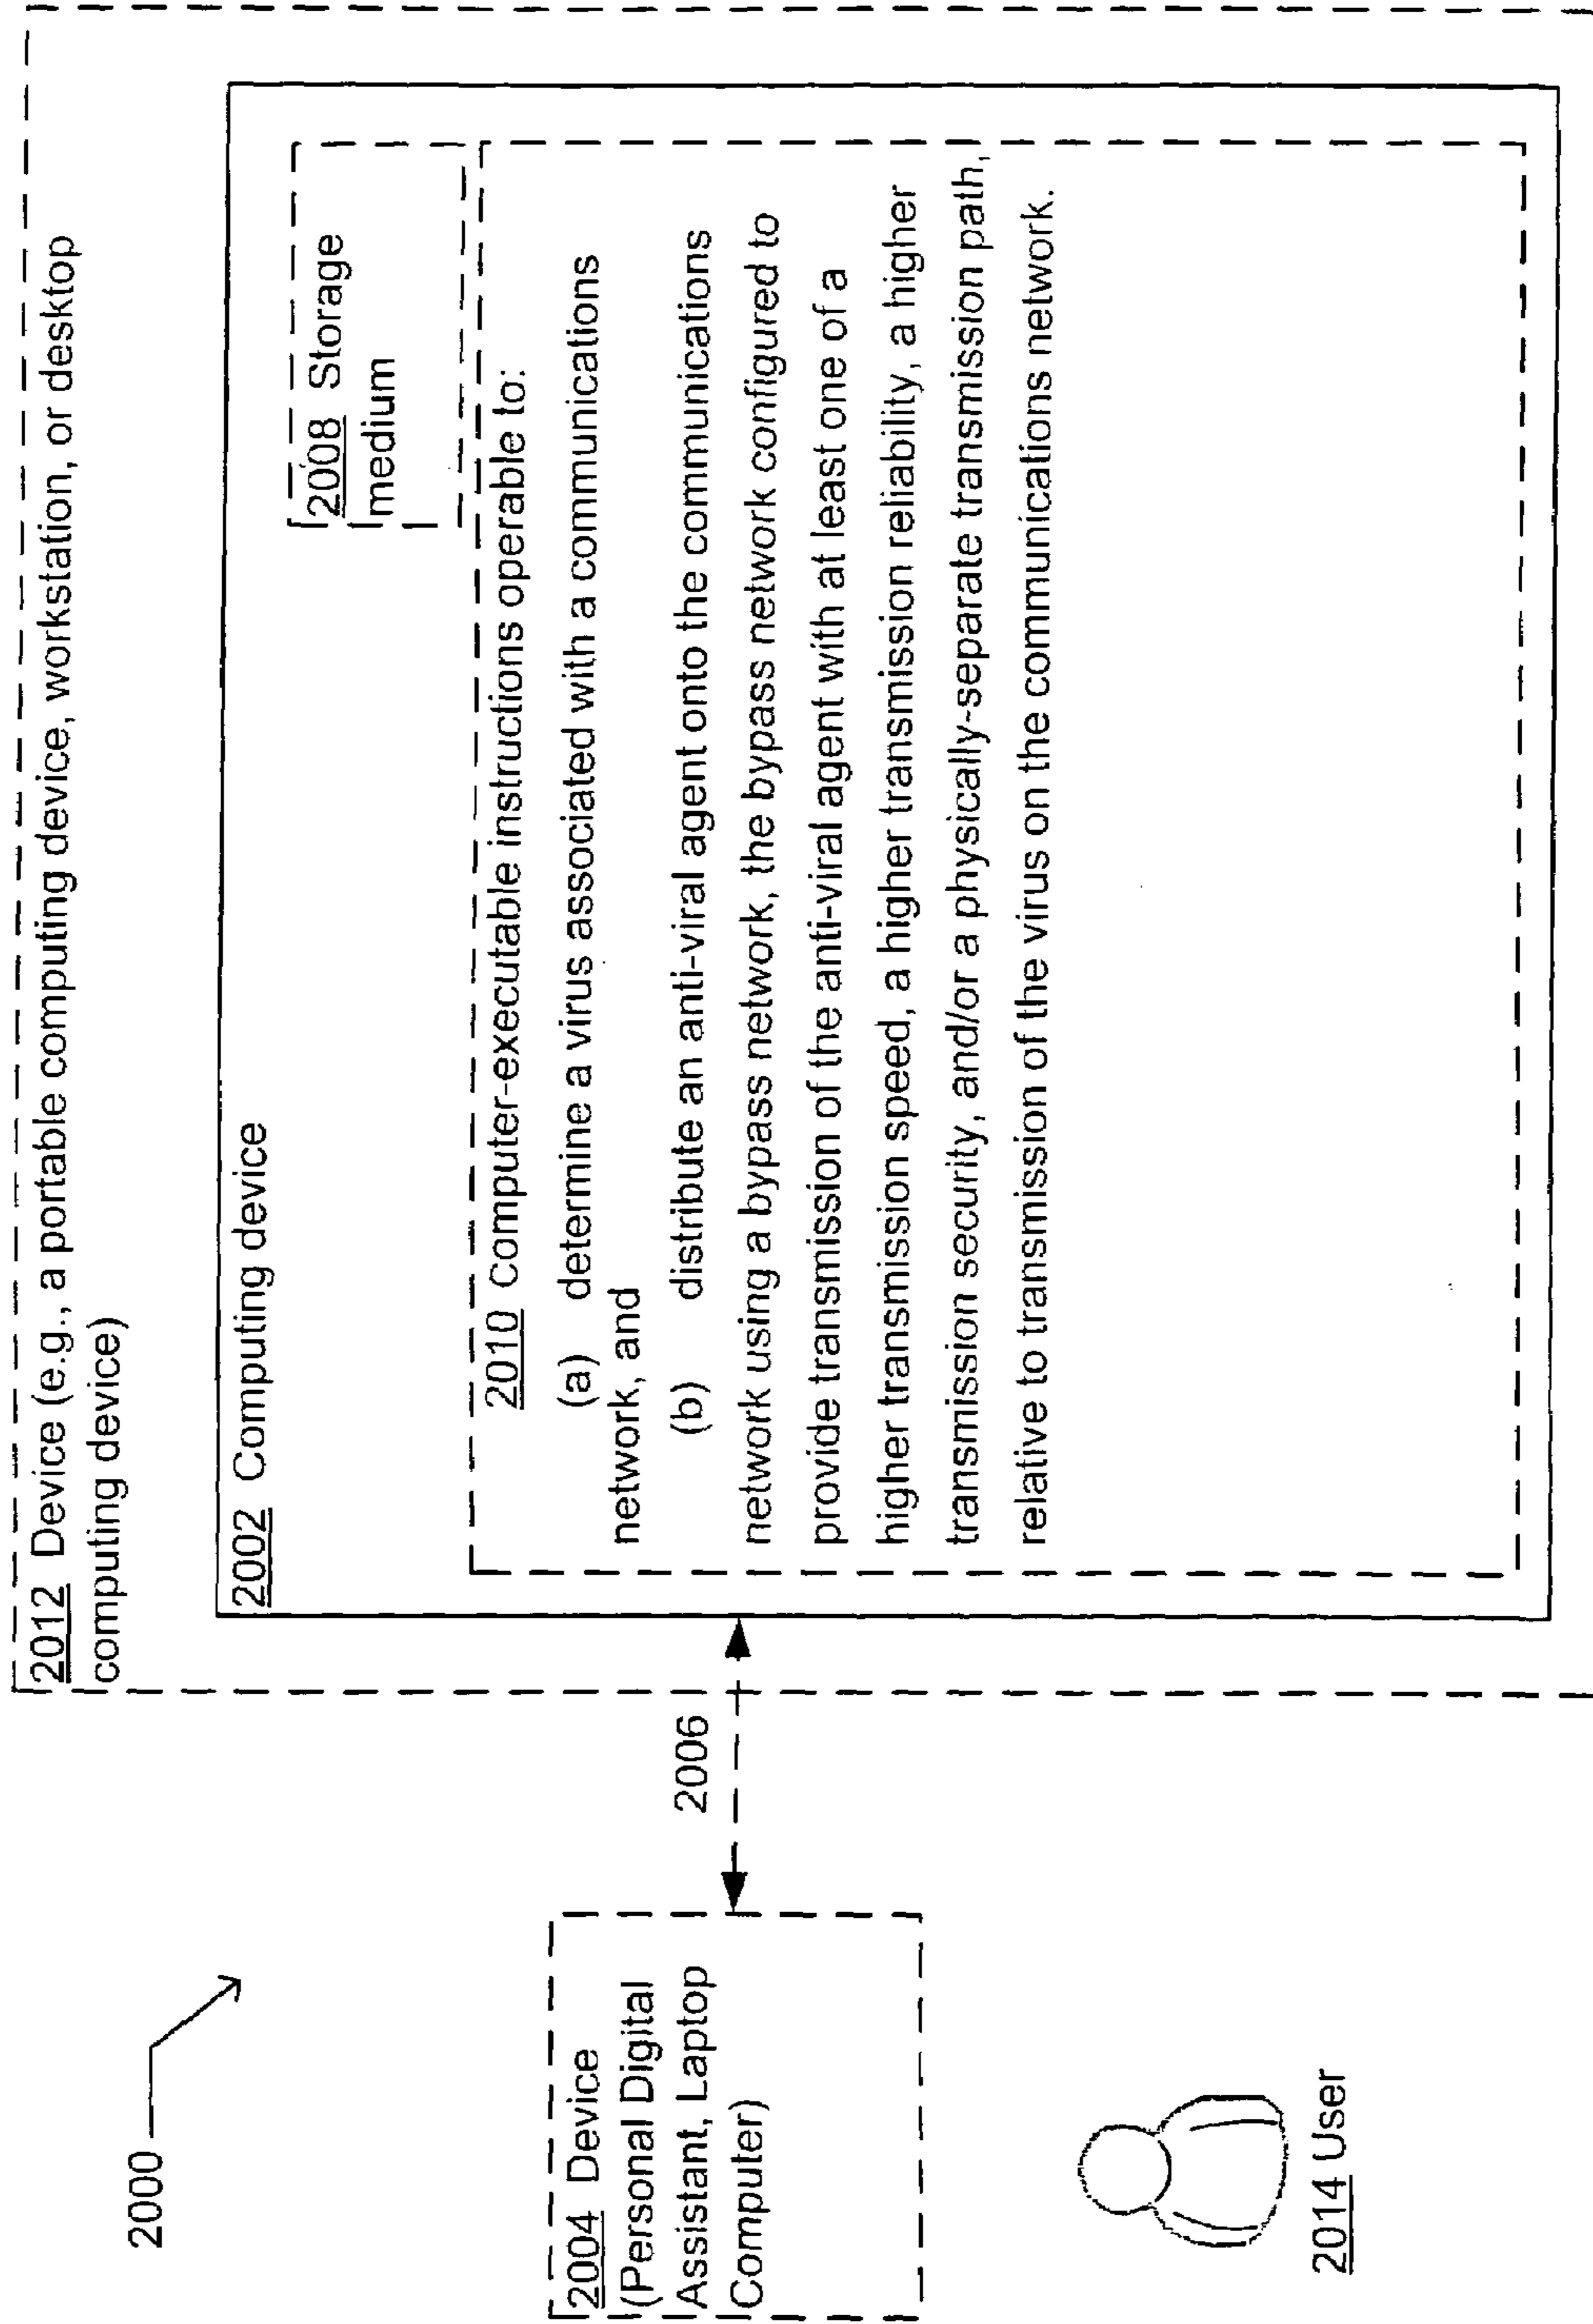 2000
2012 Device (e.g., a portable computing device, workstation, or desktop
computing device)
2002 Computing device
2008 Storage
medium
2010 Computer-executable instructions operable to:
(a) determine a virus associated with a communications
network, and
(b) distribute an anti-viral agent onto the communications
network using a bypass network, the bypass network configured to
provide transmission of the anti-viral agent with at least one of a
higher transmission speed, a higher transmission reliability, a higher
transmission security, and/or a physically-separate transmission path,
relative to transmission of the virus on the communications network.
2006
2004 Device
(Personal Digital
Assistant, Laptop
Computer)
2014 User